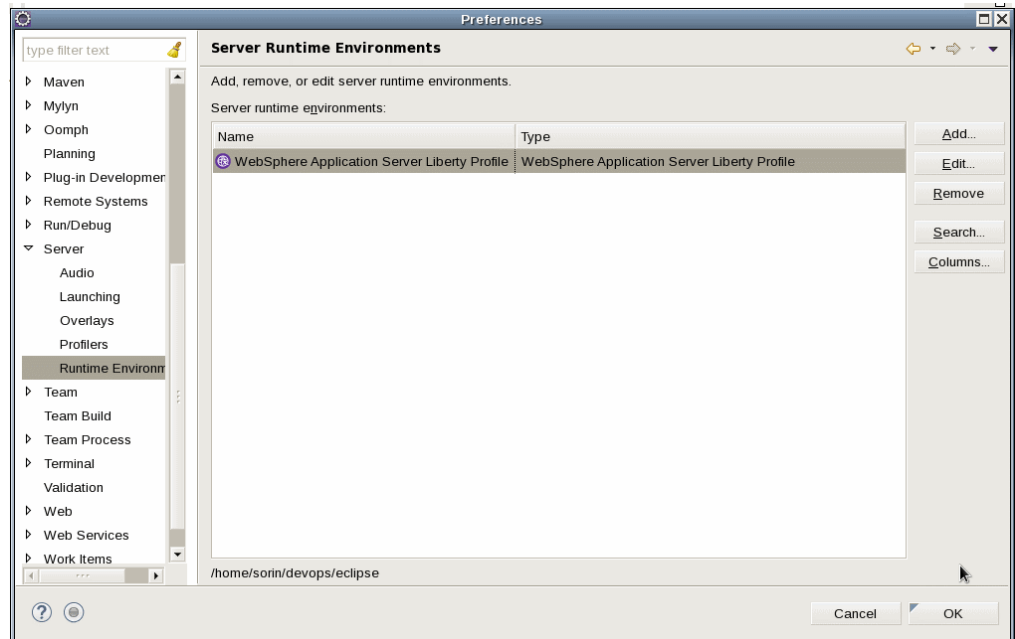 Preferences
type filter text
Maven
Mylyn
Oomph
Planning
Plug-in Developmen
Remote Systems
Run/Debug
Server
Audio
Launching
Overlays
Profilers
Runtime Environm
Team
Team Build
Team Process
Terminal
Validation
Web
Web Services
Work Items
Server Runtime Environments
Add, remove, or edit server runtime environments.
Server runtime environments:
Name Type
WebSphere Application Server Liberty Profile WebSphere Application Server Liberty Profile
/home/sorin/devops/eclipse
Add...
Edit...
Remove
Search...
Columns...
?
Cancel OK